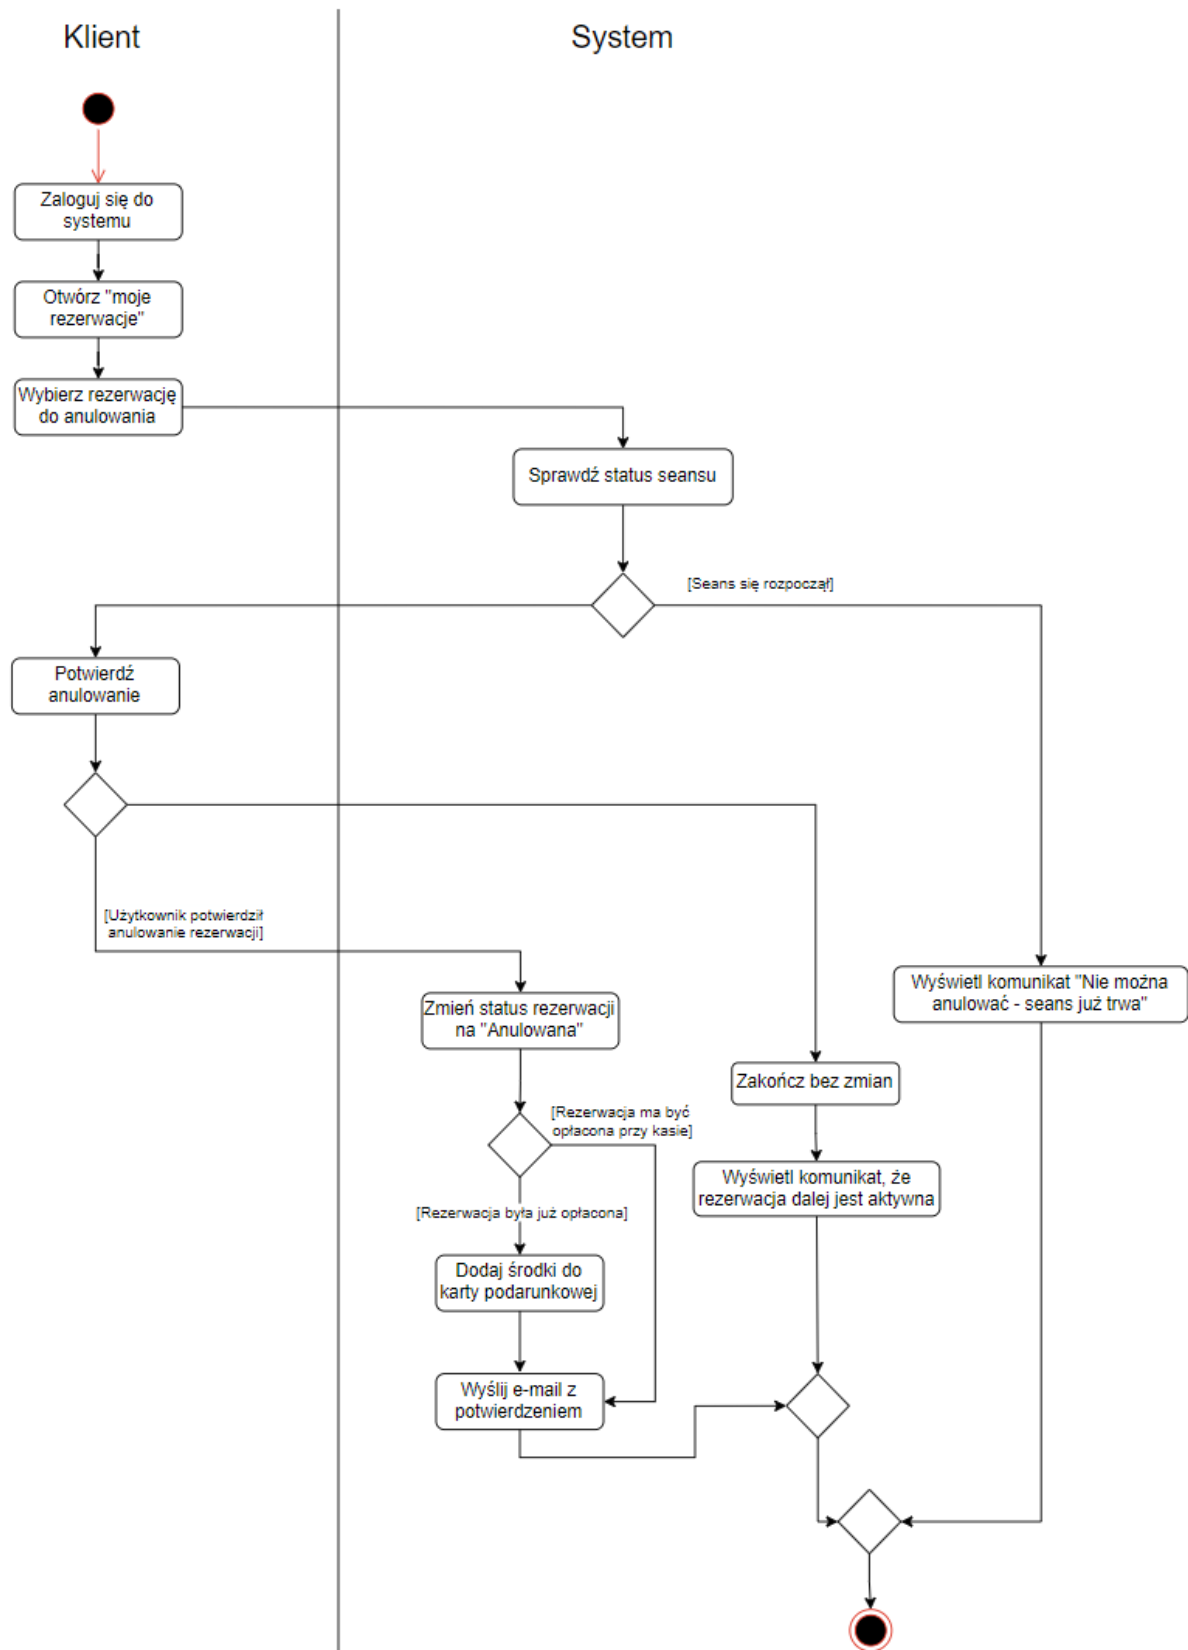 Klient
System
Zaloguj się do
systemu
Otwórz "moje
rezerwacje"
Wybierz rezerwację
do anulowania
Sprawdź status seansu
[Seans się rozpoczął]
Potwierdź
anulowanie
[Użytkownik potwierdził
anulowanie rezerwacji]
Wyświetl komunikat "Nie można
anulować - seans już trwa"
Zmień status rezerwacji
na "Anulowana"
Zakończ bez zmian
[Rezerwacja ma być
opłacona przy kasie]
Wyświetl komunikat, że
rezerwacja dalej jest aktywna
[Rezerwacja była już opłacona]
Dodaj środki do
karty podarunkowej
Wyślij e-mail z
potwierdzeniem